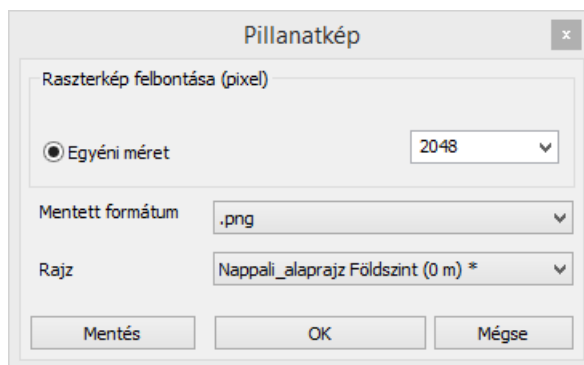 Pillanatkép
x
Raszterkép felbontása (pixel)
Egyéni méret 2048
Mentett formátum .png
Rajz Nappali_alaprajz Földszint (0 m) *
Mentés OK Mégse